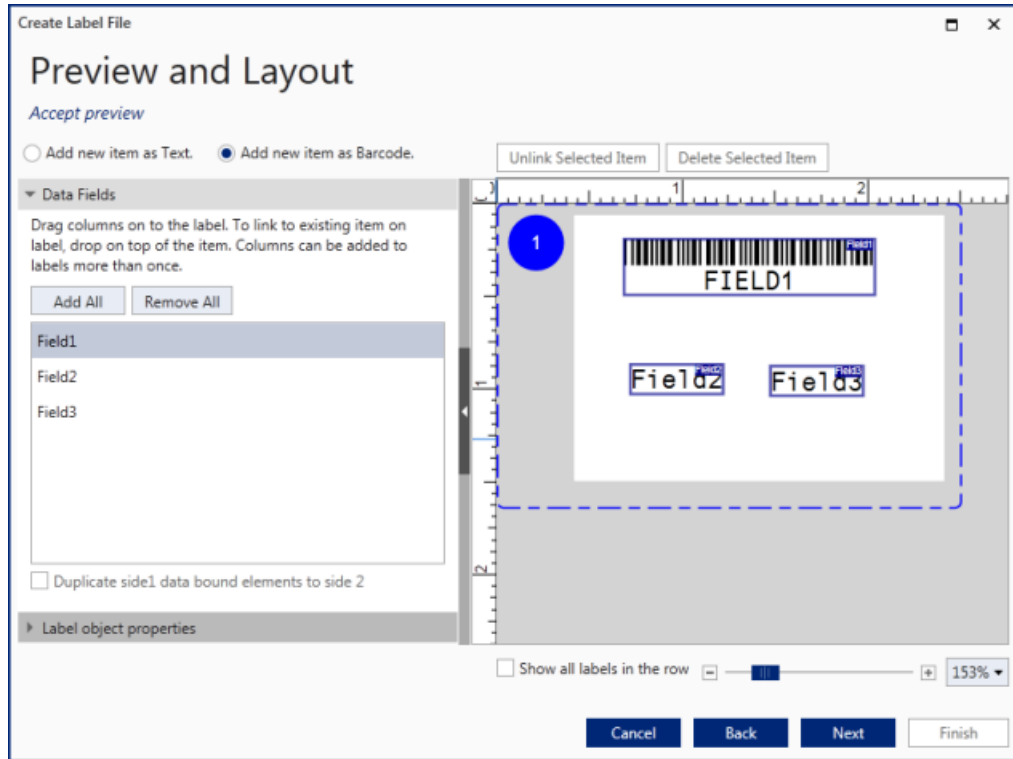 Create Label File
Preview and Layout
Accept preview
Add new item as Text.
Add new item as Barcode.
Unlink Selected Item
Delete Selected Item
Data Fields
Drag columns on to the label. To link to existing item on
label, drop on top of the item. Columns can be added to
labels more than once.
Add All
Remove All
Field1
Field2
Field3
Duplicate side1 data bound elements to side 2
Label object properties
1
2
1
2
1
Field1
FIELD1
Field2
Field2
Field3
Field3
Show all labels in the row
153%
Cancel
Back
Next
Finish